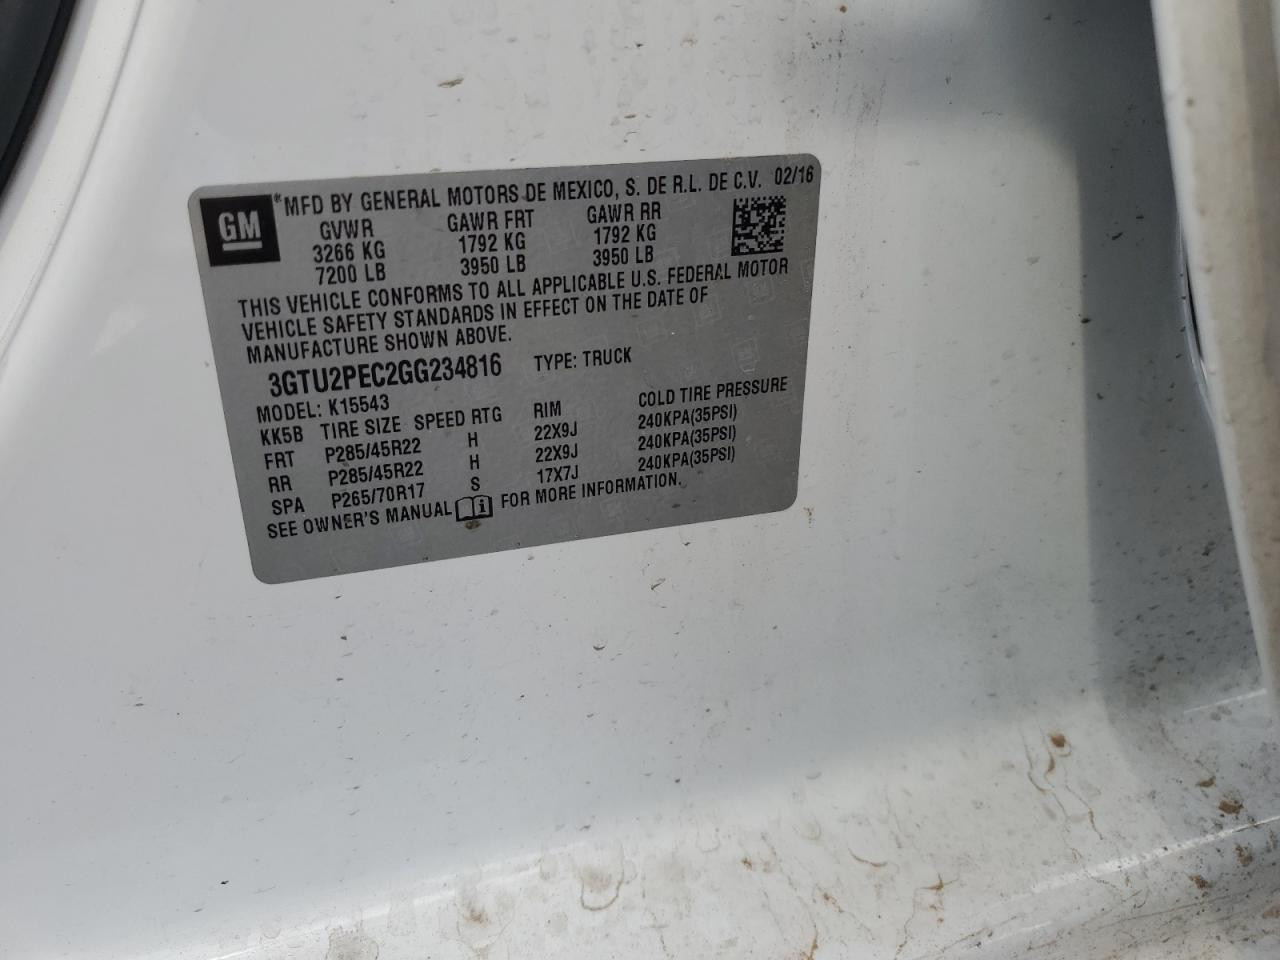 GM
*MFD BY GENERAL MOTORS DE MEXICO, S. DE R.L. DE C.V. 02/16
GVWR GAWR FRT GAWR RR
3266 KG 1792 KG 1792 KG
7200 LB 3950 LB 3950 LB
THIS VEHICLE CONFORMS TO ALL APPLICABLE U.S. FEDERAL MOTOR
VEHICLE SAFETY STANDARDS IN EFFECT ON THE DATE OF
MANUFACTURE SHOWN ABOVE.
3GTU2PEC2GG234816 TYPE: TRUCK
MODEL: K15543
KK5B TIRE SIZE SPEED RTG RIM COLD TIRE PRESSURE
FRT P285/45R22 H 22X9J 240KPA(35PSI)
RR P285/45R22 H 22X9J 240KPA(35PSI)
SPA P265/70R17 S 17X7J 240KPA(35PSI)
SEE OWNER'S MANUAL i FOR MORE INFORMATION.